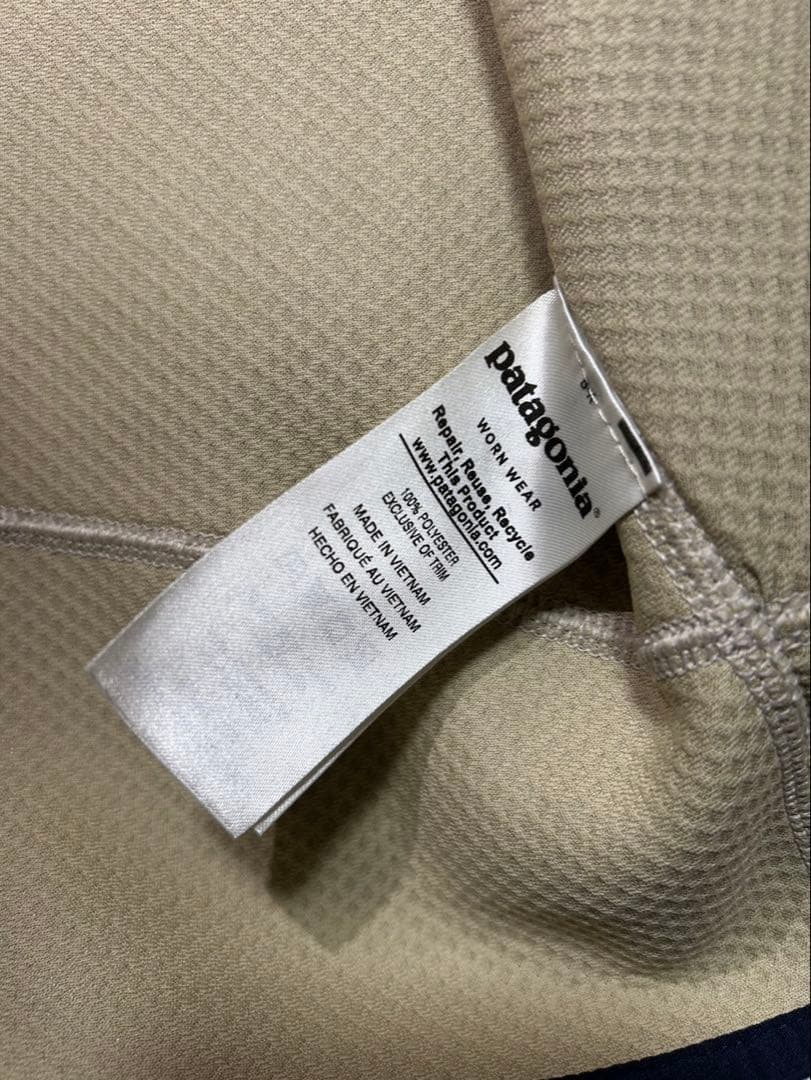 patagonia®
WORN WEAR
Repair, Reuse, Recycle
This Product
www.patagonia.com
100% POLYESTER
EXCLUSIVE OF TRIM
MADE IN VIETNAM
FABRIQUÉ AU VIETNAM
HECHO EN VIETNAM